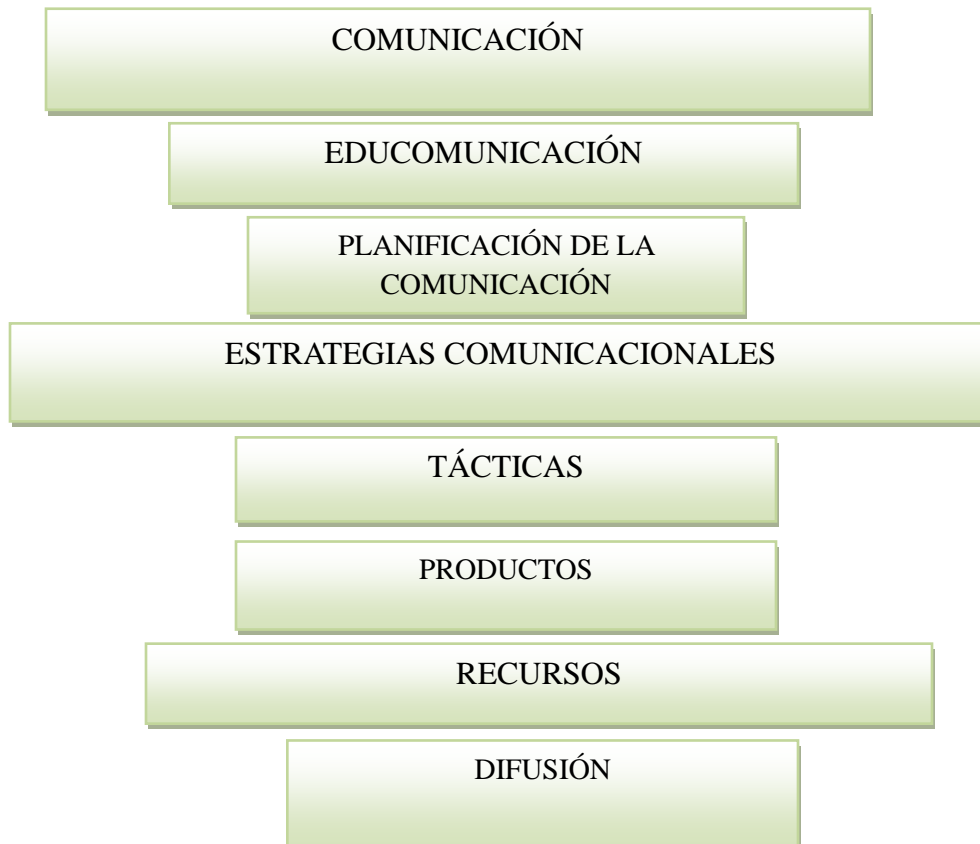 COMUNICACIÓN
EDUCOMUNICACIÓN
PLANIFICACIÓN DE LA
COMUNICACIÓN
ESTRATEGIAS COMUNICACIONALES
TÁCTICAS
PRODUCTOS
RECURSOS
DIFUSIÓN